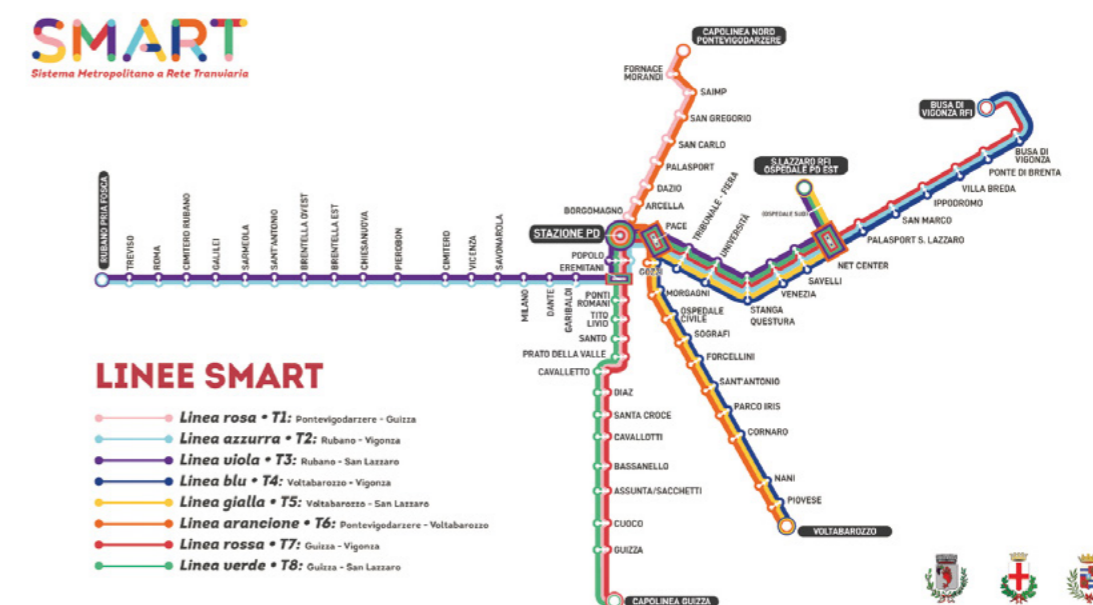 SMART
Sistema Metropolitano a Rete Tranviaria
CAPOLINEA NORD
PONTEVIGODARZERE
FORNACE
MORANDI
SAIMP
SAN GREGORIO
SAN CARLO
PALASPORT
DAZIO
ARCELLA
BORGOMAGNO
PACE
STAZIONE PD
TRIBUNALE - FIERA
UNIVERSITÀ
S.LAZZARO RFI
OSPEDALE PD EST
(OSPEDALE SUD)
BUSA DI
VIGONZA RFI
BUSA DI
VIGONZA
PONTE DI BRENTA
VILLA BREDA
IPPODROMO
SAN MARCO
PALASPORT S. LAZZARO
NET CENTER
SAVELLI
VENEZIA
STANGA
QUESTURA
RUBANO PRIA FOSCA
TREVISO
ROMA
CIMITERO RUBANO
GALILEI
SARMEOLA
SANT'ANTONIO
BRENTELLA OVEST
BRENTELLA EST
CHIESANUOVA
PIEROBON
CIMITERO
VICENZA
SAVONAROLA
MILANO
DANTE
GARIBALDI
POPOLO
EREMITANI
GOZZI
PONTI
ROMANI
TITO
LIVIO
SANTO
PRATO DELLA VALLE
CAVALLETTO
DIAZ
SANTA CROCE
CAVALLOTTI
BASSANELLO
ASSUNTA/SACCHETTI
CUOCO
GUIZZA
CAPOLINEA GUIZZA
MORGAGNI
OSPEDALE
CIVILE
SOGRAFI
FORCELLINI
SANT'ANTONIO
PARCO IRIS
CORNARO
NANI
PIOVESE
VOLTABAROZZO
LINEE SMART
Linea rosa • T1: Pontevigodarzere - Guizza
Linea azzurra • T2: Rubano - Vigonza
Linea viola • T3: Rubano - San Lazzaro
Linea blu • T4: Voltabarozzo - Vigonza
Linea gialla • T5: Voltabarozzo - San Lazzaro
Linea arancione • T6: Pontevigodarzere - Voltabarozzo
Linea rossa • T7: Guizza - Vigonza
Linea verde • T8: Guizza - San Lazzaro